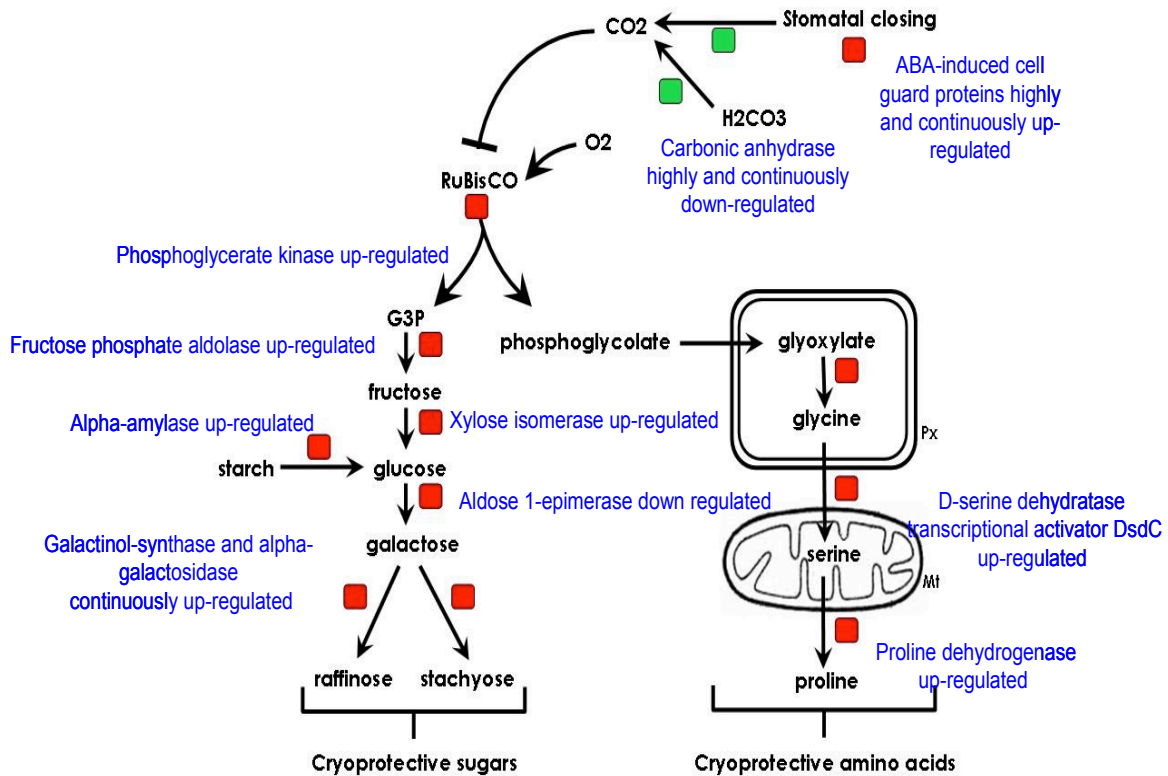 Stomatal closing
CO2
ABA-induced cell
guard proteins highly
and continuously up-
regulated
H2CO3
Carbonic anhydrase
highly and continuously
down-regulated
O2
RuBisCO
Phosphoglycerate kinase up-regulated
G3P
phosphoglycolate
glyoxylate
Fructose phosphate aldolase up-regulated
fructose
glycine
Px
Alpha-amylase up-regulated
Xylose isomerase up-regulated
starch
glucose
Aldose 1-epimerase down regulated
D-serine dehydratase
transcriptional activator DsdC
up-regulated
galactose
serine
Mt
Galactinol-synthase and alpha-
galactosidase
continuously up-regulated
Proline dehydrogenase
up-regulated
raffinose
stachyose
proline
Cryoprotective sugars
Cryoprotective amino acids